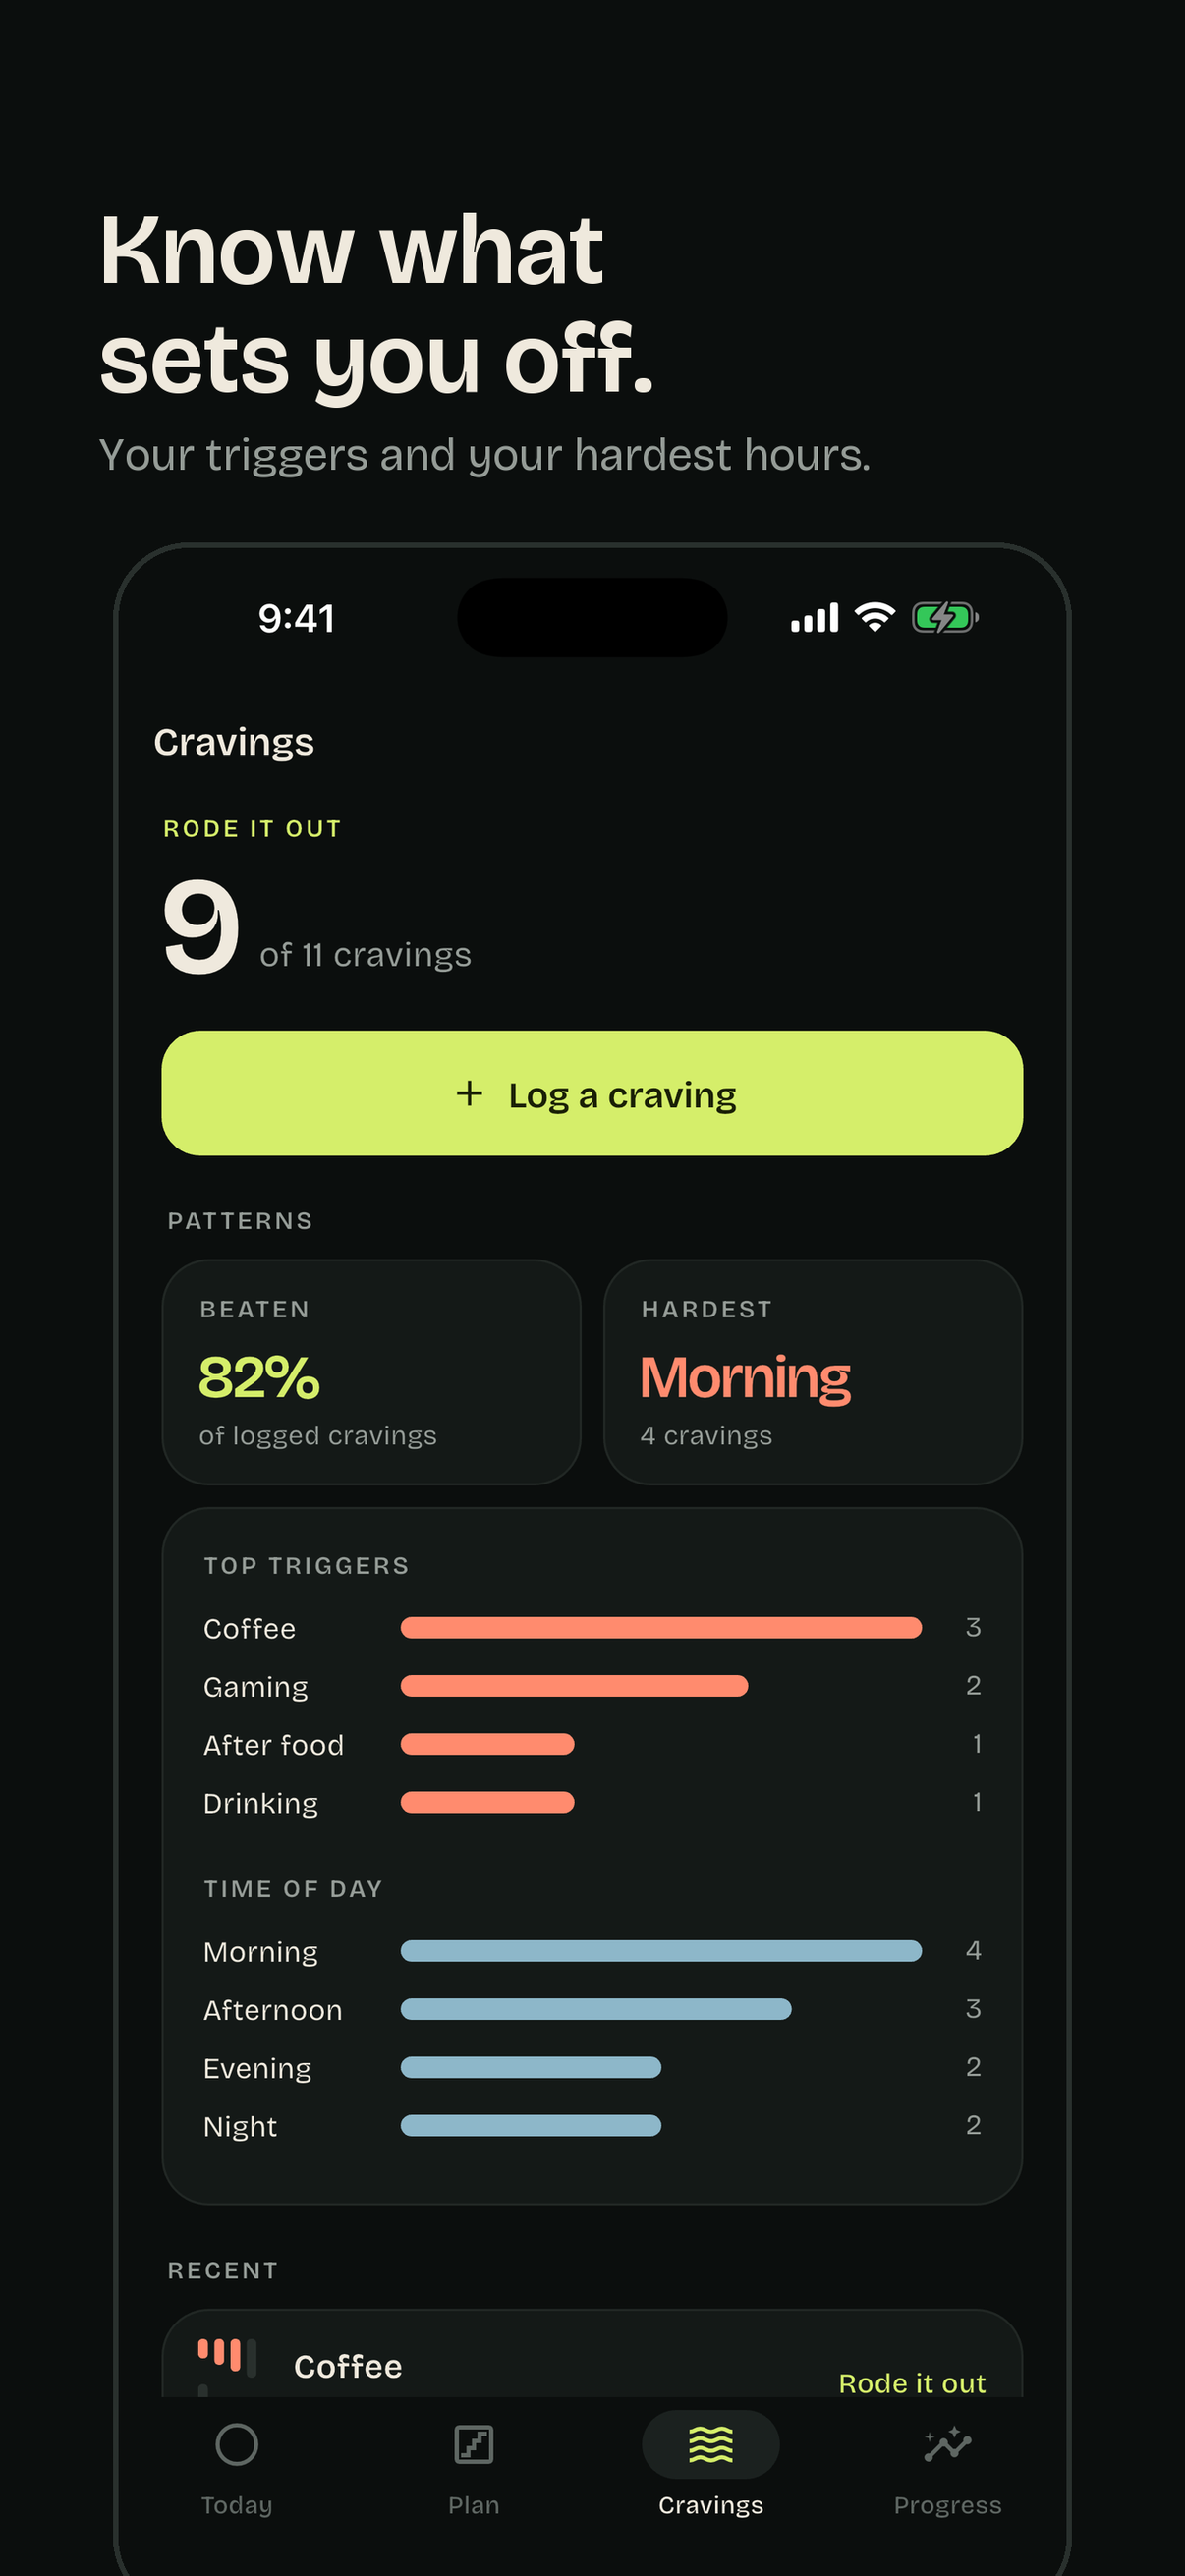 Know what
sets you off.
Your triggers and your hardest hours.
9:41
Cravings
RODE IT OUT
9 of 11 cravings
+ Log a craving
PATTERNS
BEATEN
82%
of logged cravings
HARDEST
Morning
4 cravings
TOP TRIGGERS
Coffee 3
Gaming 2
After food 1
Drinking 1
TIME OF DAY
Morning 4
Afternoon 3
Evening 2
Night 2
RECENT
Coffee
Rode it out
Today Plan Cravings Progress